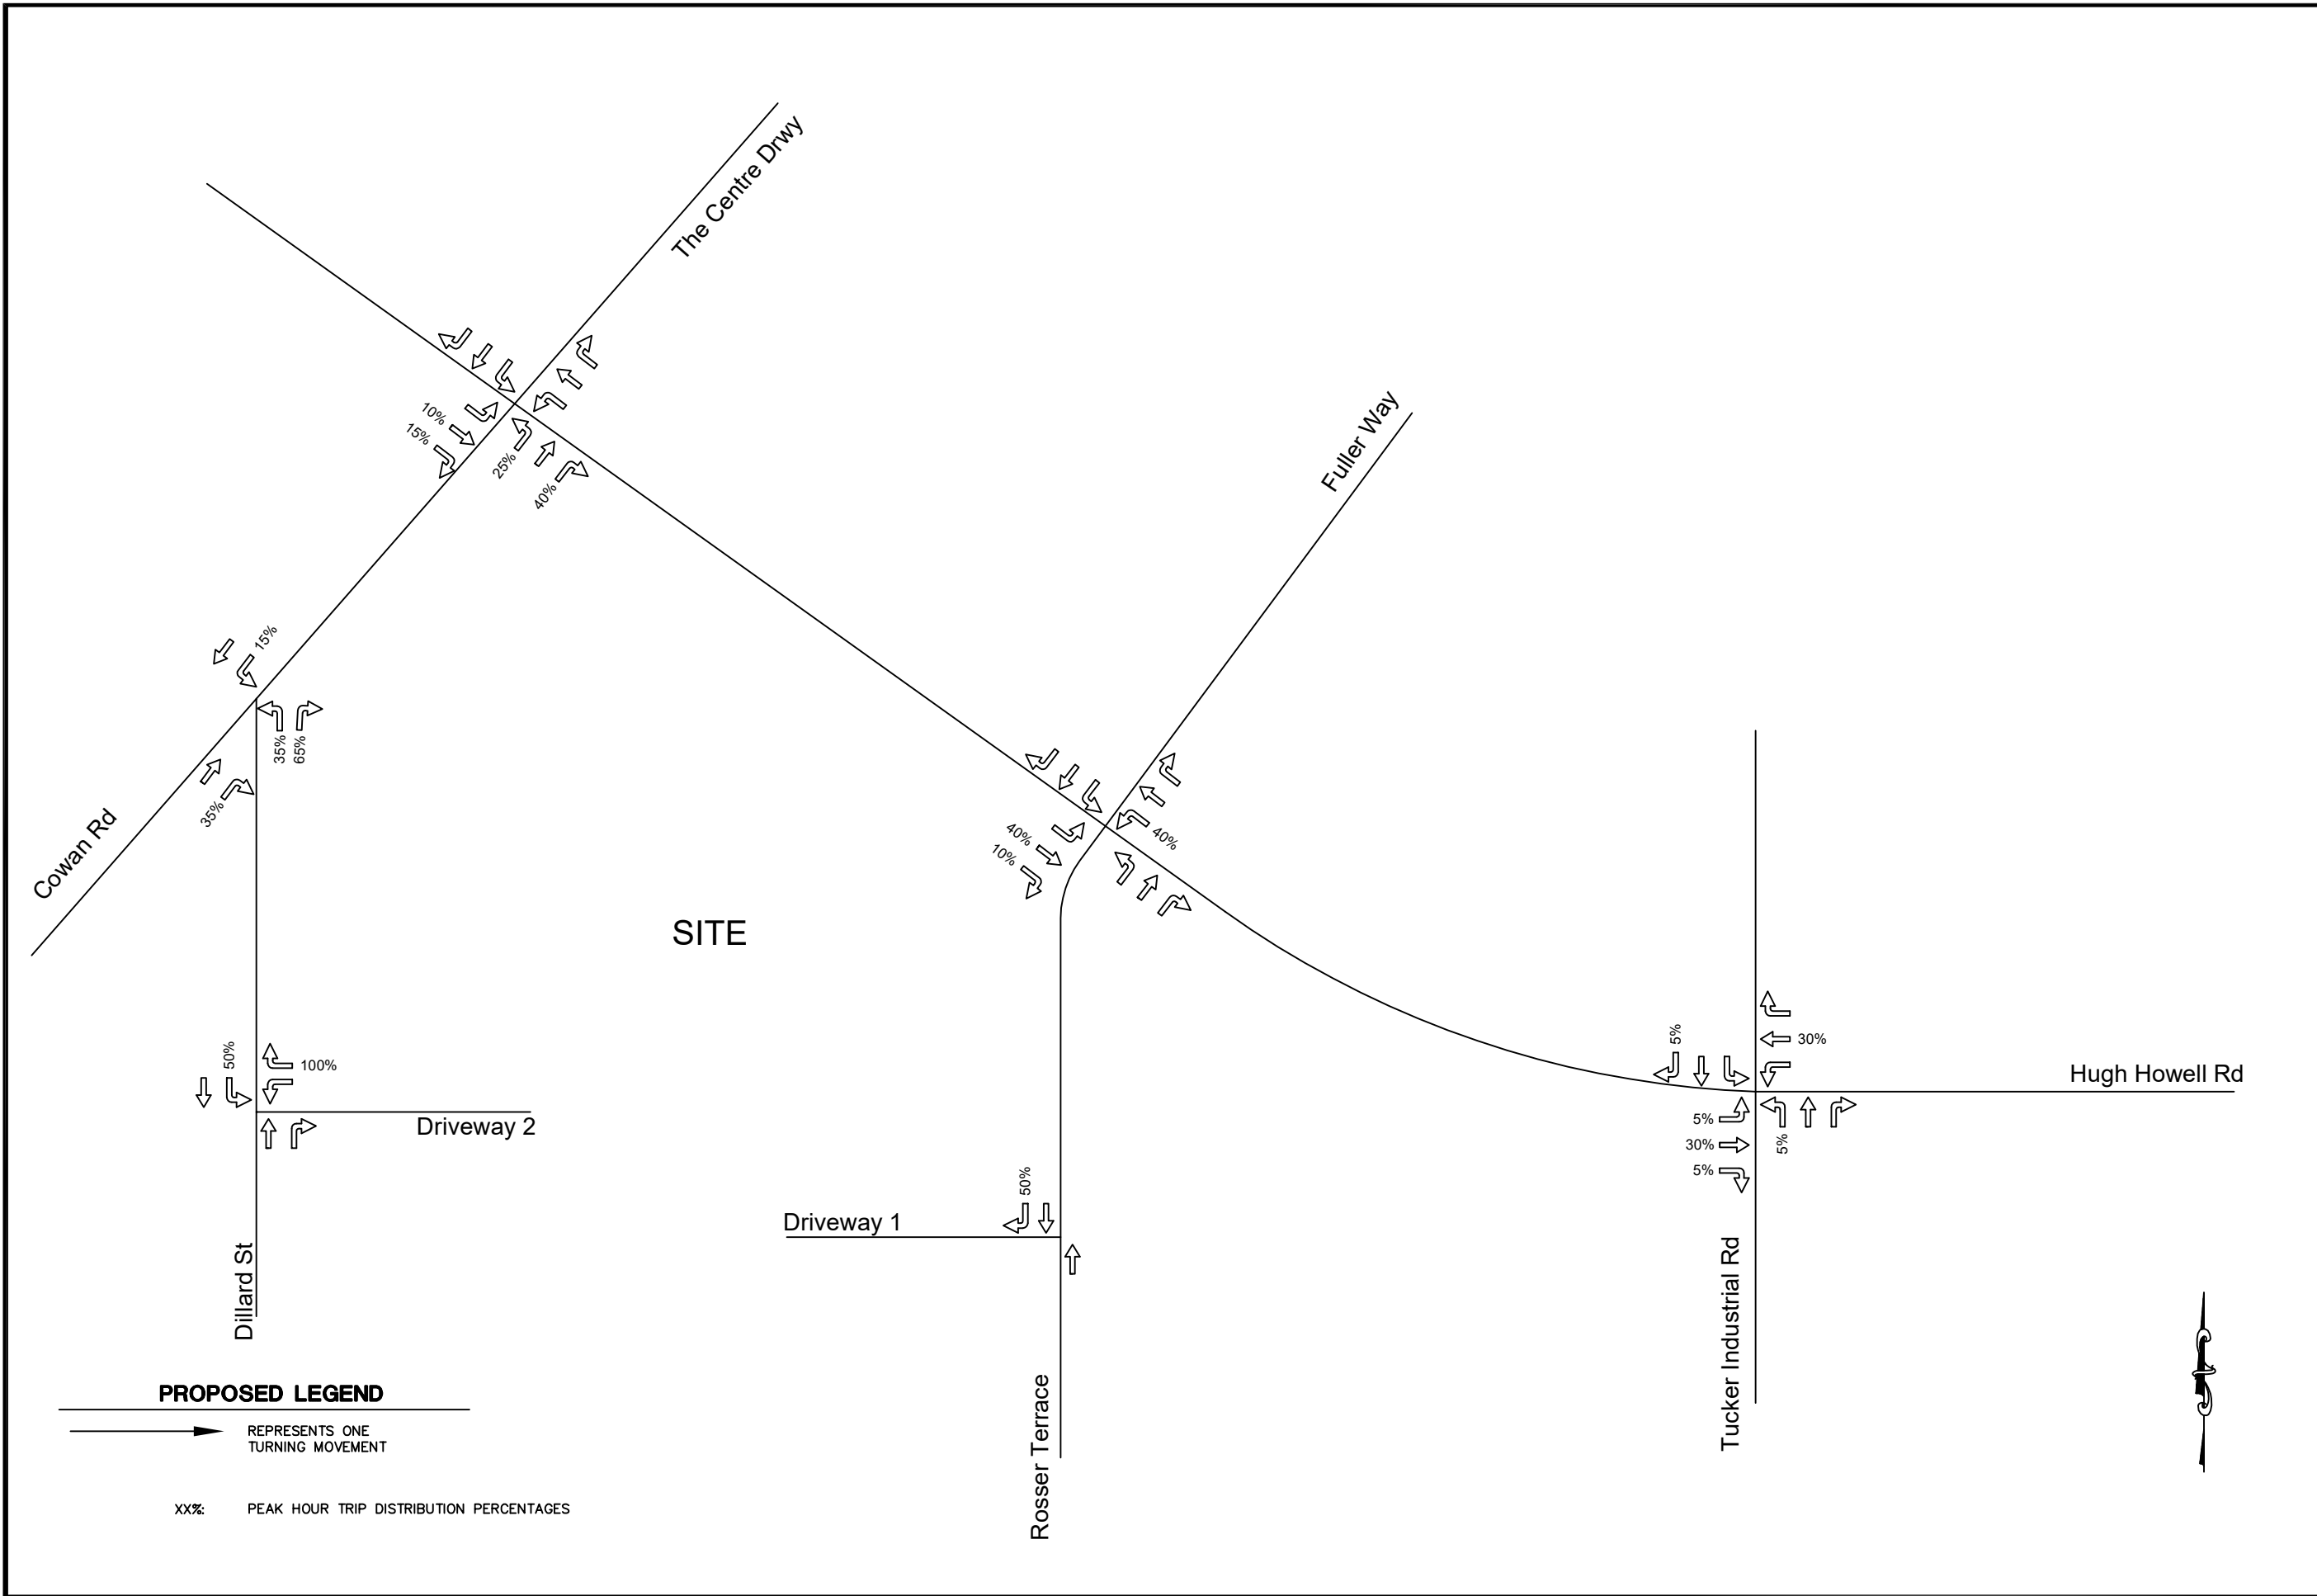 The Centre Drwy
10%
15%
25%
40%
Fuller Way
15%
35%
65%
35%
Cowan Rd
40%
10%
40%
SITE
50%
100%
Driveway 2
Dillard St
Driveway 1
50%
Rosser Terrace
5%
30%
Hugh Howell Rd
5%
30%
5%
5%
Tucker Industrial Rd
PROPOSED LEGEND
REPRESENTS ONE
TURNING MOVEMENT
XX%: PEAK HOUR TRIP DISTRIBUTION PERCENTAGES